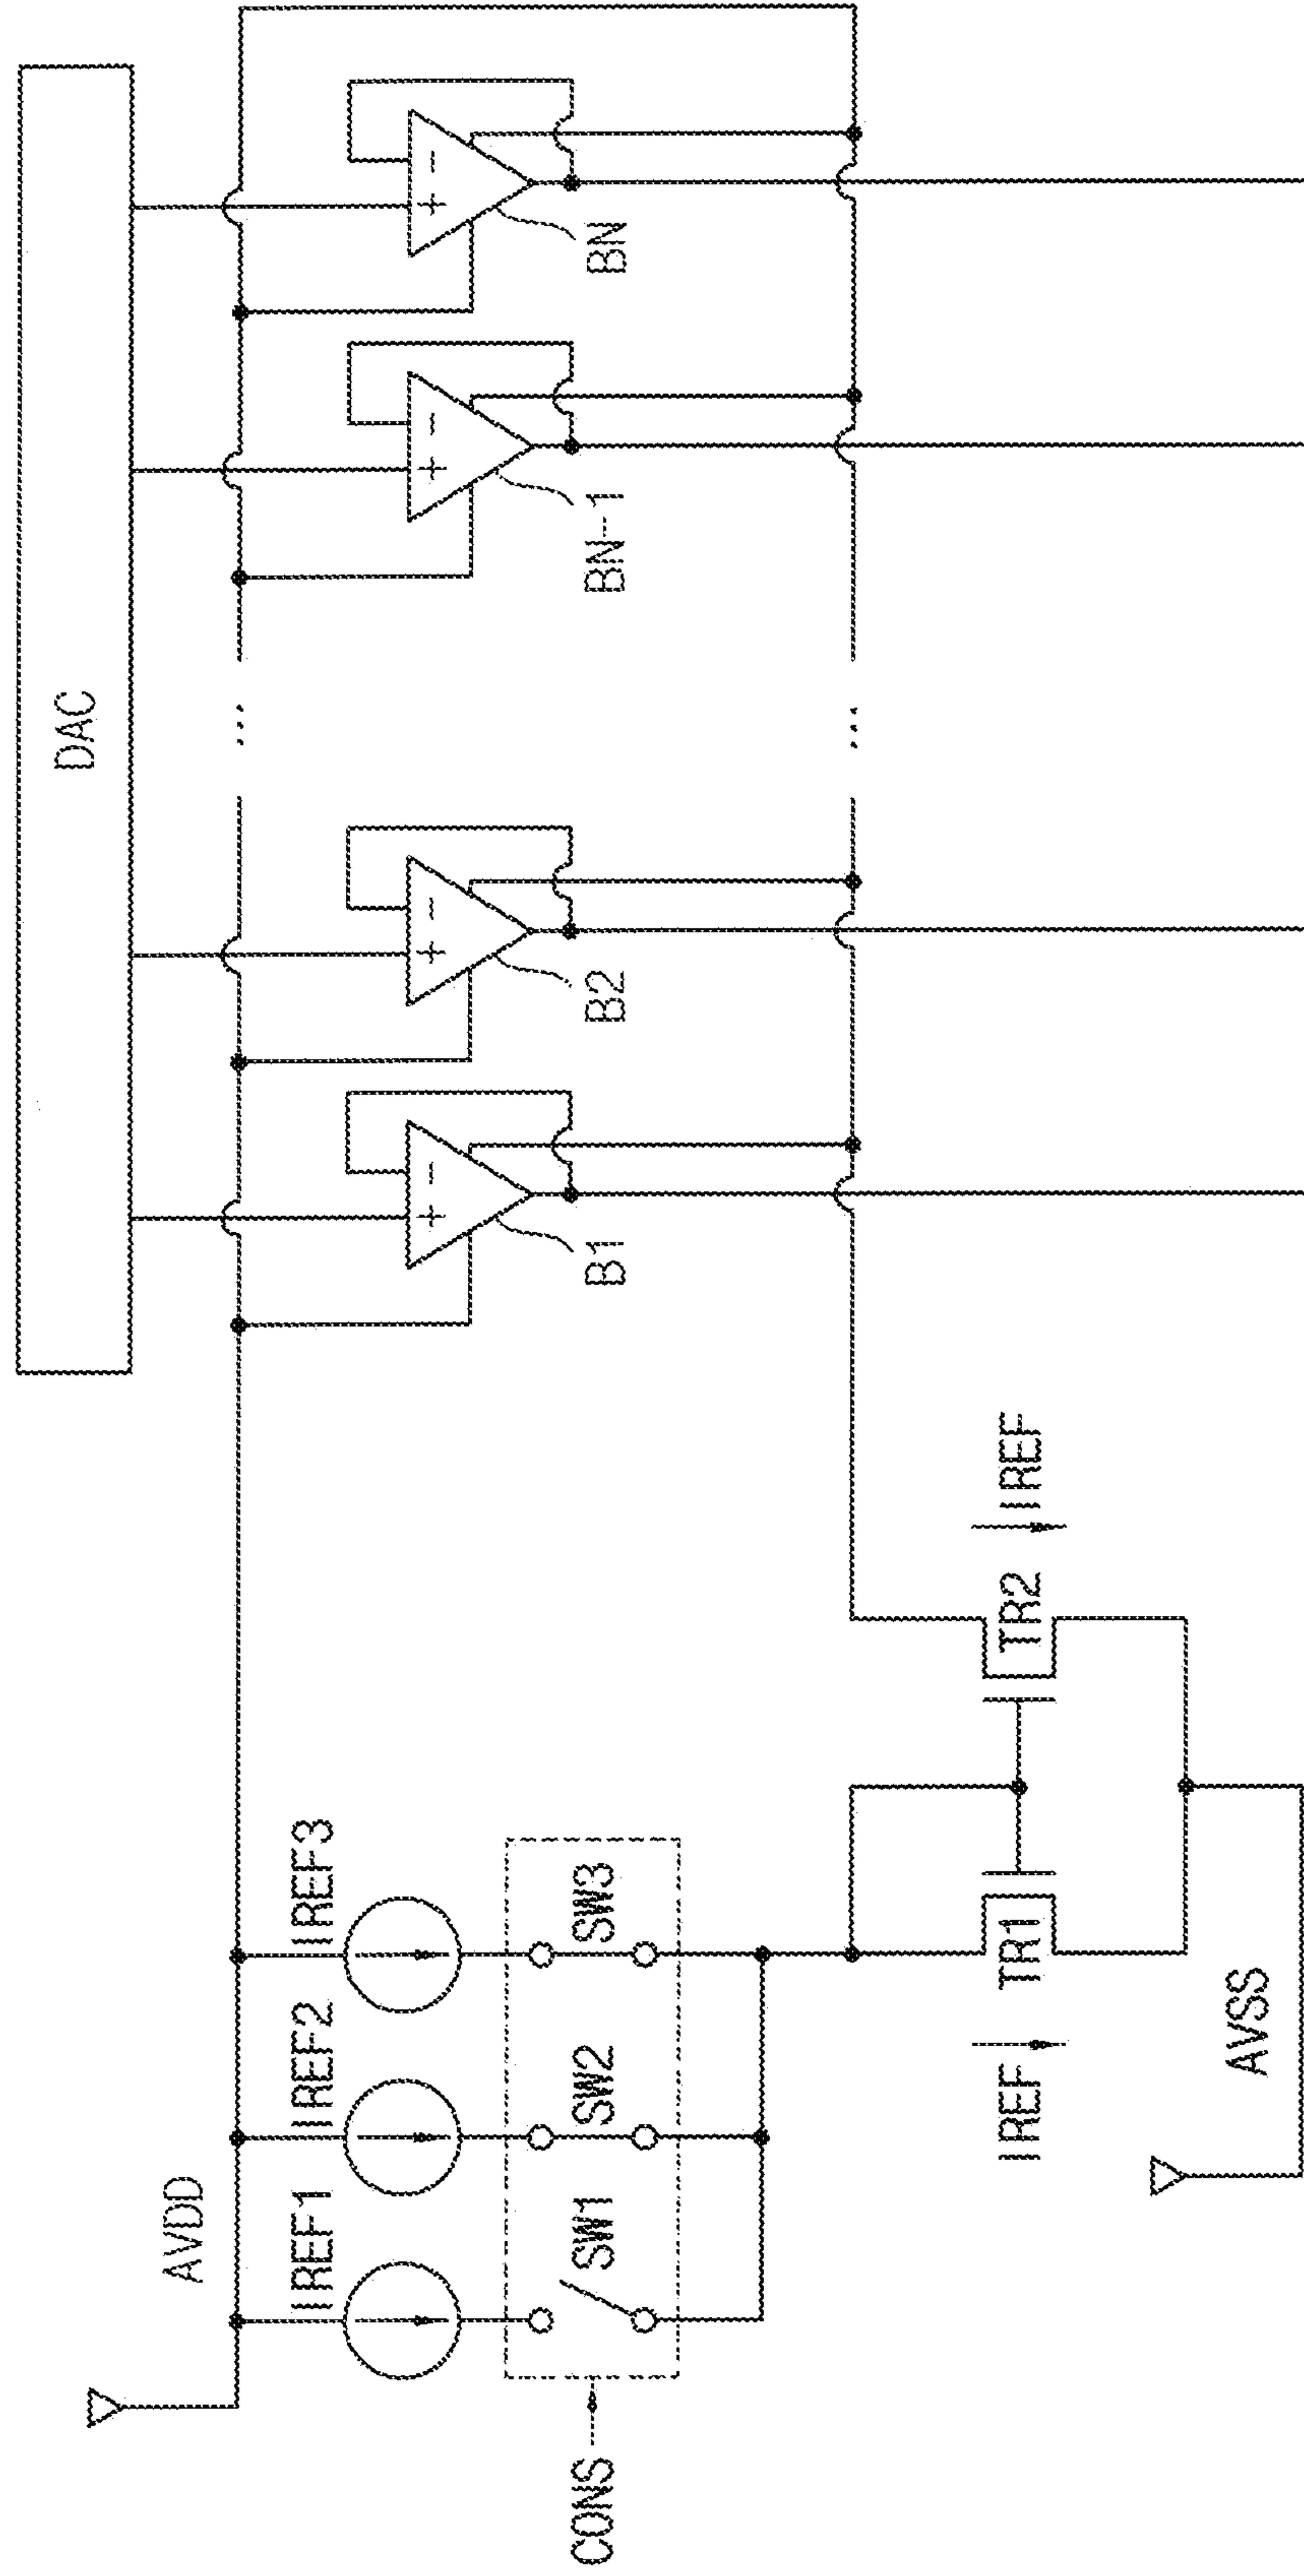 DAC
AVDD
IREF1
IREF2
IREF3
CONS
SW1
SW2
SW3
+ −
+ −
+ −
+ −
B1
B2
BN-1
BN
...
...
IREF
TR1
TR2
IREF
AVSS